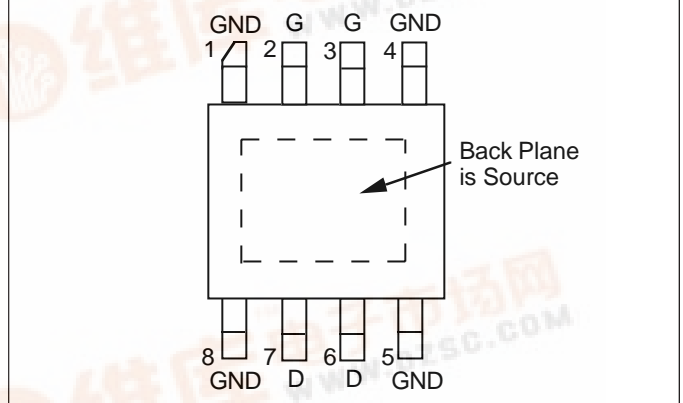 GND G G GND
1 2 3 4
Back Plane
is Source
8 7 6 5
GND D D GND